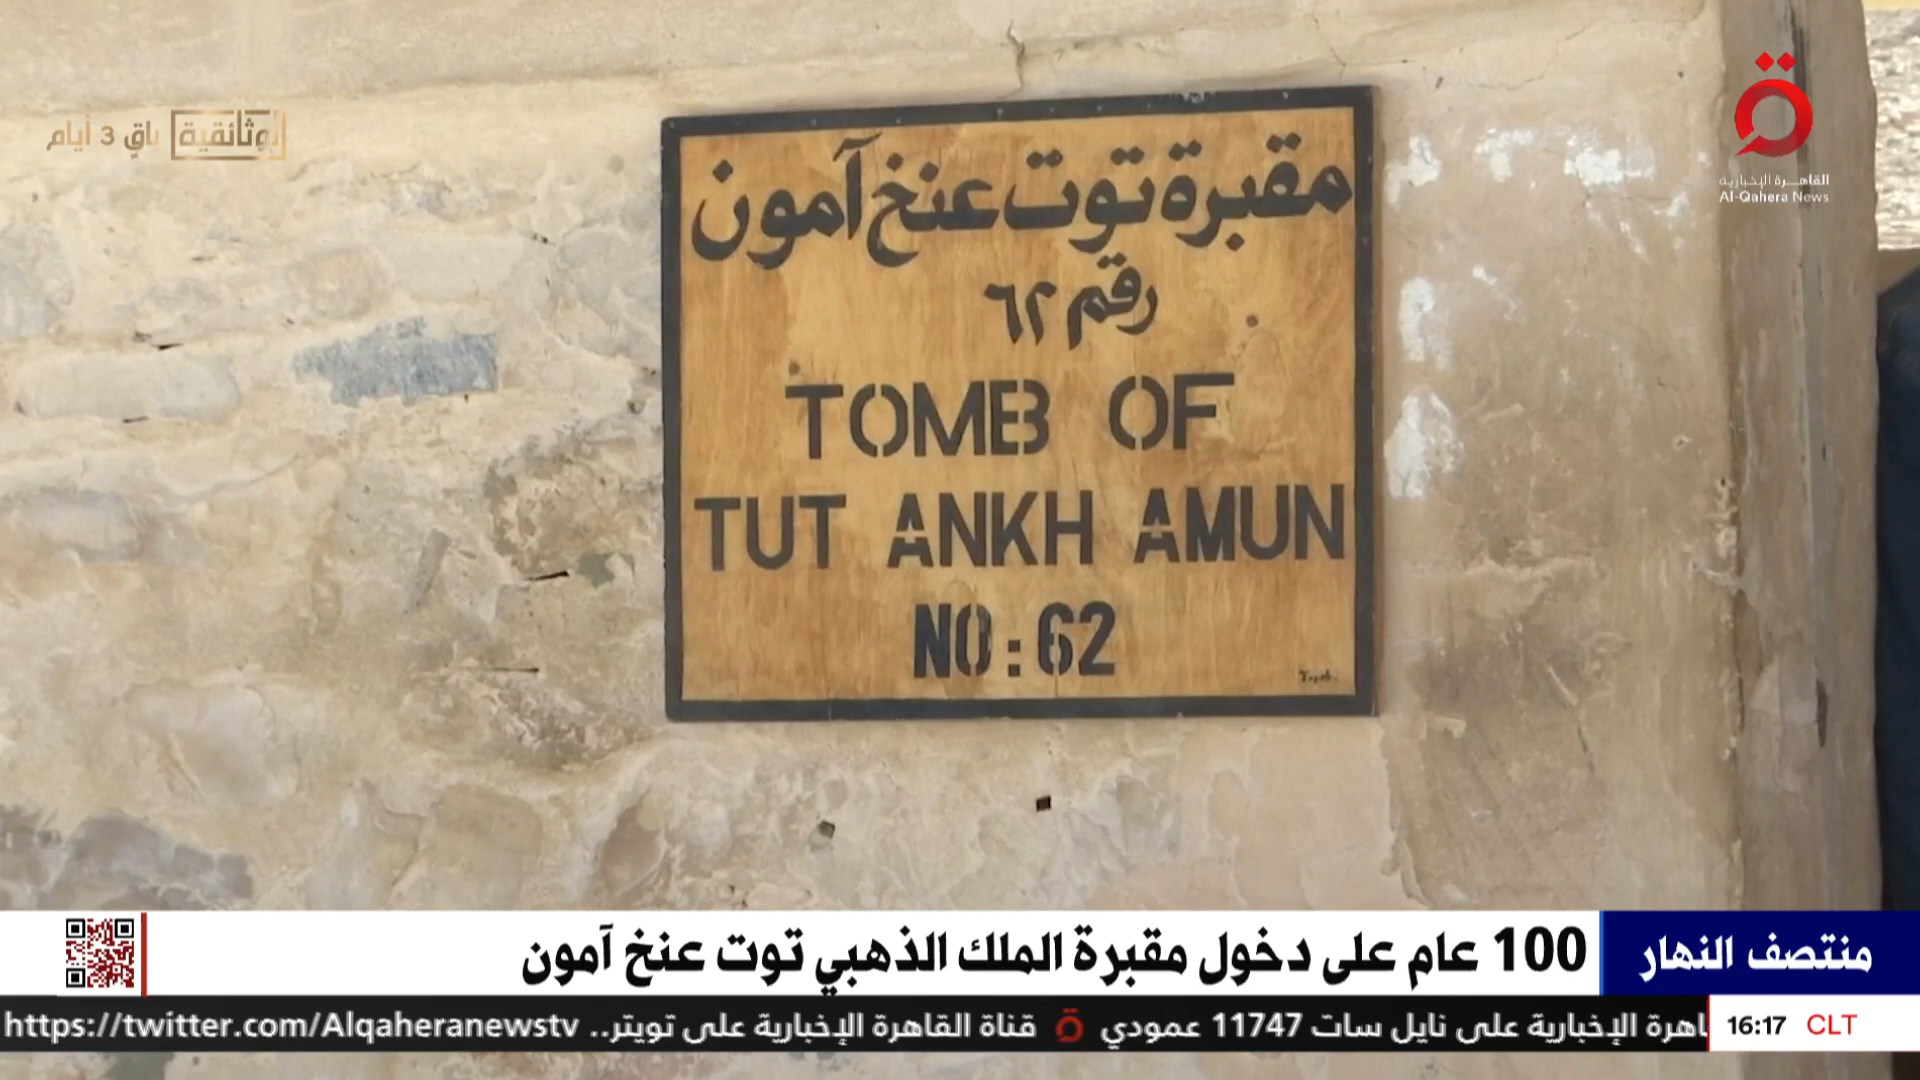 الوثائقية باقٍ 3 أيام
القاهرة الإخبارية
Al-Qahera News
مقبرة توت عنخ آمون
رقم ٦٢
TOMB OF
TUT ANKH AMUN
NO: 62
منتصف النهار
100 عام على دخول مقبرة الملك الذهبي توت عنخ آمون
16:17 CLT
اهرة الإخبارية على نايل سات 11747 عمودي
قناة القاهرة الإخبارية على تويتر.. https://twitter.com/Alqaheranewstv